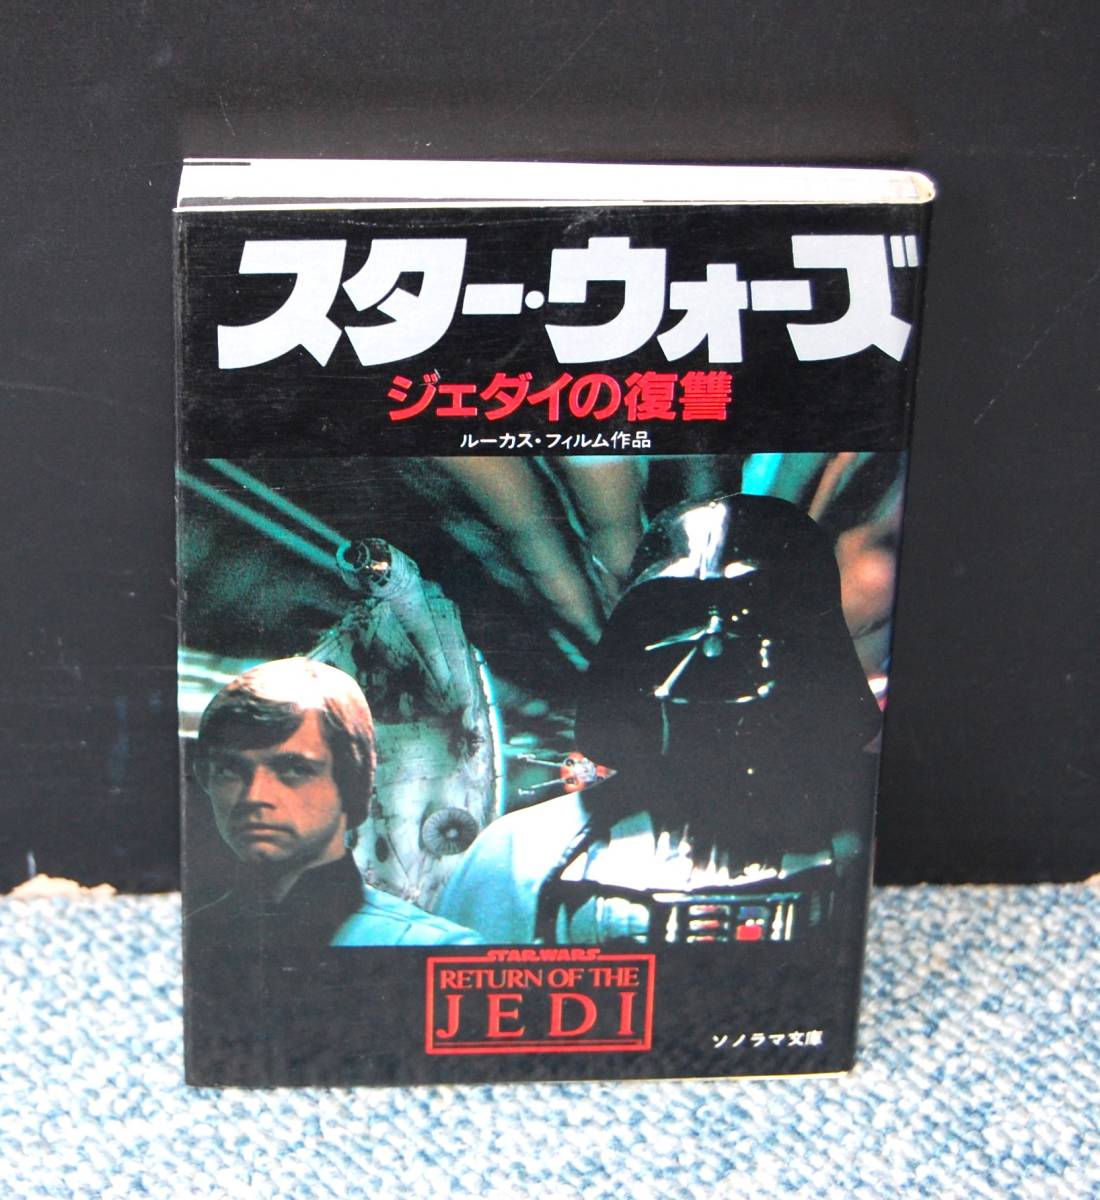 スター・ウォーズ
ジェダイの復讐
ルーカス・フィルム作品
STAR WARS
RETURN OF THE
JEDI
ソノラマ文庫